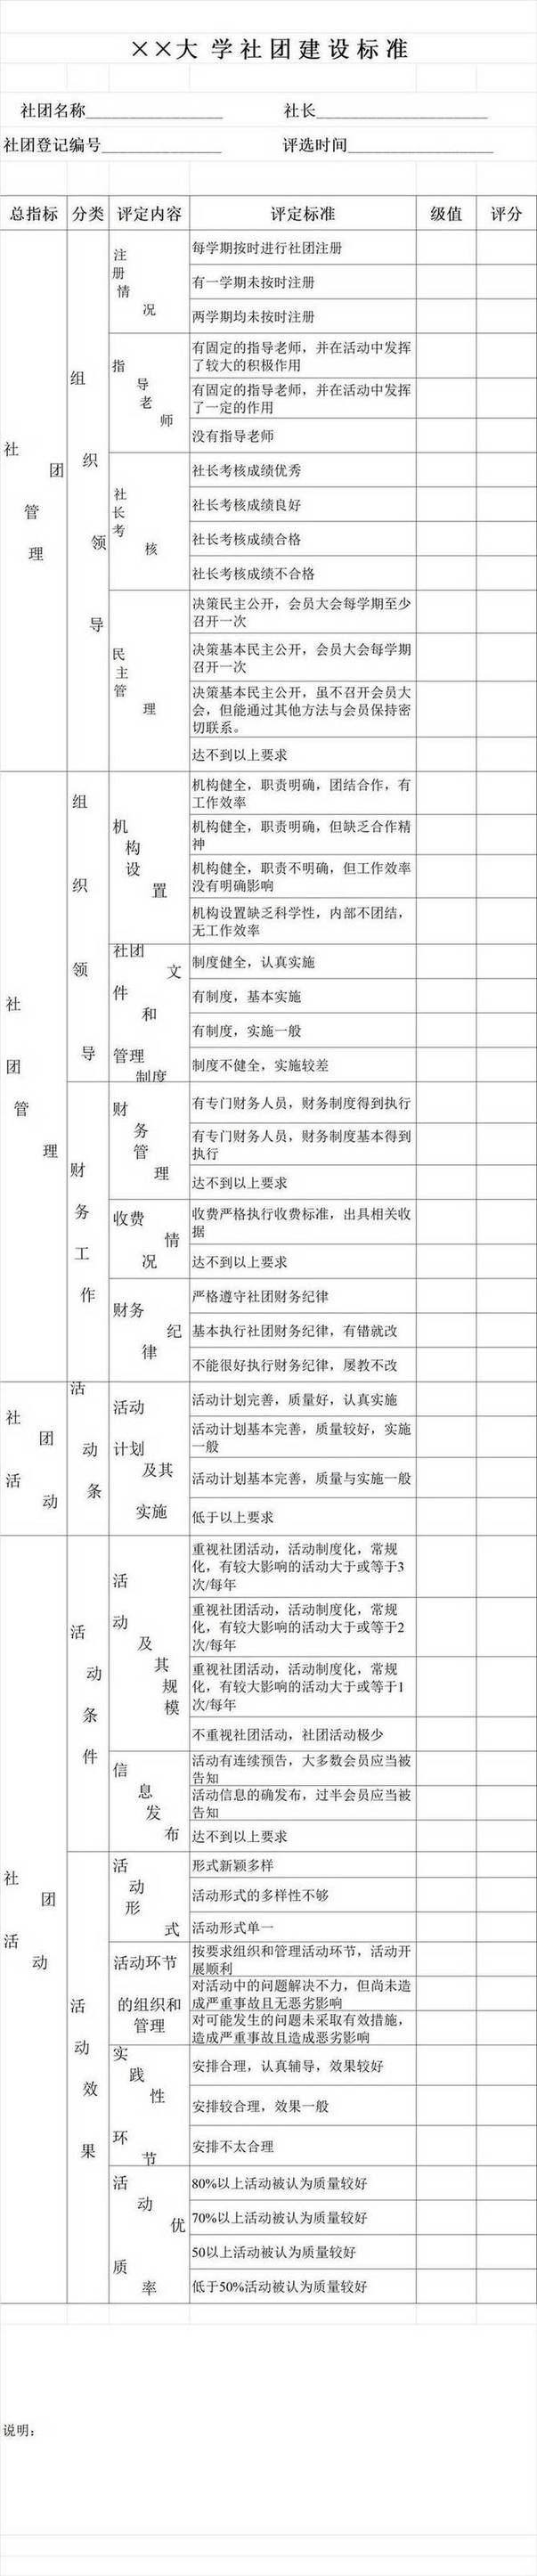 ××大 学社团建设标准
社团名称________________ 社长____________________
社团登记编号______________ 评选时间_________________
总指标 分类 评定内容 评定标准 级值 评分
社团管理
组织领导
注册情况
每学期按时进行社团注册
有一学期未按时注册
两学期均未按时注册
指导老师
有固定的指导老师，并在活动中发挥
了较大的积极作用
有固定的指导老师，并在活动中发挥
了一定的作用
没有指导老师
社长考核
社长考核成绩优秀
社长考核成绩良好
社长考核成绩合格
社长考核成绩不合格
民主管理
决策民主公开，会员大会每学期至少
召开一次
决策基本民主公开，会员大会每学期
召开一次
决策基本民主公开，虽不召开会员大
会，但能通过其他方法与会员保持密
切联系。
达不到以上要求
社团管理
组织领导
机构设置
机构健全，职责明确，团结合作，有
工作效率
机构健全，职责明确，但缺乏合作精
神
机构健全，职责不明确，但工作效率
没有明确影响
机构设置缺乏科学性，内部不团结，
无工作效率
社团文件和管理制度
制度健全，认真实施
有制度，基本实施
有制度，实施一般
制度不健全，实施较差
财务工作
财务管理
有专门财务人员，财务制度得到执行
有专门财务人员，财务制度基本得到
执行
达不到以上要求
收费情况
收费严格执行收费标准，出具相关收
据
达不到以上要求
财务纪律
严格遵守社团财务纪律
基本执行社团财务纪律，有错就改
不能很好执行财务纪律，屡教不改
社团活动
活动条
活动计划及其实施
活动计划完善，质量好，认真实施
活动计划基本完善，质量较好，实施
一般
活动计划基本完善，质量与实施一般
低于以上要求
社团活动
活动条件
活动及其规模
重视社团活动，活动制度化，常规
化，有较大影响的活动大于或等于3
次/每年
重视社团活动，活动制度化，常规
化，有较大影响的活动大于或等于2
次/每年
重视社团活动，活动制度化，常规
化，有较大影响的活动大于或等于1
次/每年
不重视社团活动，社团活动极少
信息发布
活动有连续预告，大多数会员应当被
告知
活动信息的确发布，过半会员应当被
告知
达不到以上要求
活动效果
活动形式
形式新颖多样
活动形式的多样性不够
活动形式单一
活动环节
的组织和
管理
按要求组织和管理活动环节，活动开
展顺利
对活动中的问题解决不力，但尚未造
成严重事故且无恶劣影响
对可能发生的问题未采取有效措施，
造成严重事故且造成恶劣影响
实践性环节
安排合理，认真辅导，效果较好
安排较合理，效果一般
安排不太合理
活动优质率
80%以上活动被认为质量较好
70%以上活动被认为质量较好
50以上活动被认为质量较好
低于50%活动被认为质量较好
说明：